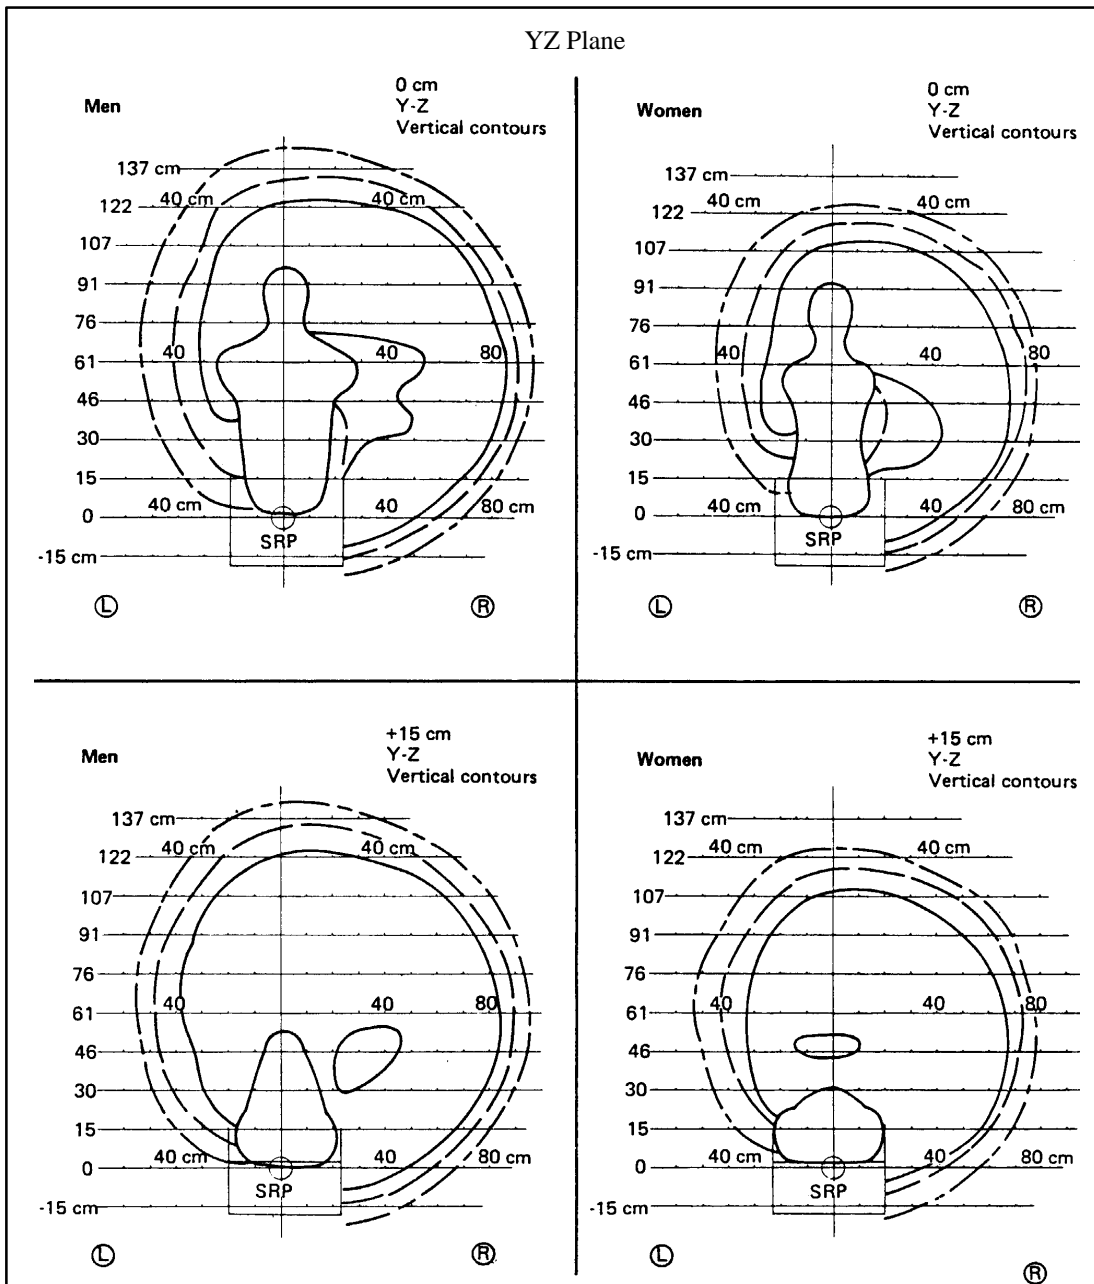 YZ Plane
Men
0 cm
Y-Z
Vertical contours
137 cm
40 cm 40 cm
122
107
91
76
40 40 80
61
46
30
15
40 cm 40 80 cm
0
SRP
-15 cm
L R
Women
0 cm
Y-Z
Vertical contours
137 cm
40 cm 40 cm
122
107
91
76
40 40 80
61
46
30
15
40 cm 40 80 cm
0
SRP
-15 cm
L R
Men
+15 cm
Y-Z
Vertical contours
137 cm
40 cm 40 cm
122
107
91
76
40 40 80
61
46
30
15
40 cm 40 80 cm
0
SRP
-15 cm
L R
Women
+15 cm
Y-Z
Vertical contours
137 cm
40 cm 40 cm
122
107
91
76
40 40 80
61
46
30
15
40 cm 40 80 cm
0
SRP
-15 cm
L R